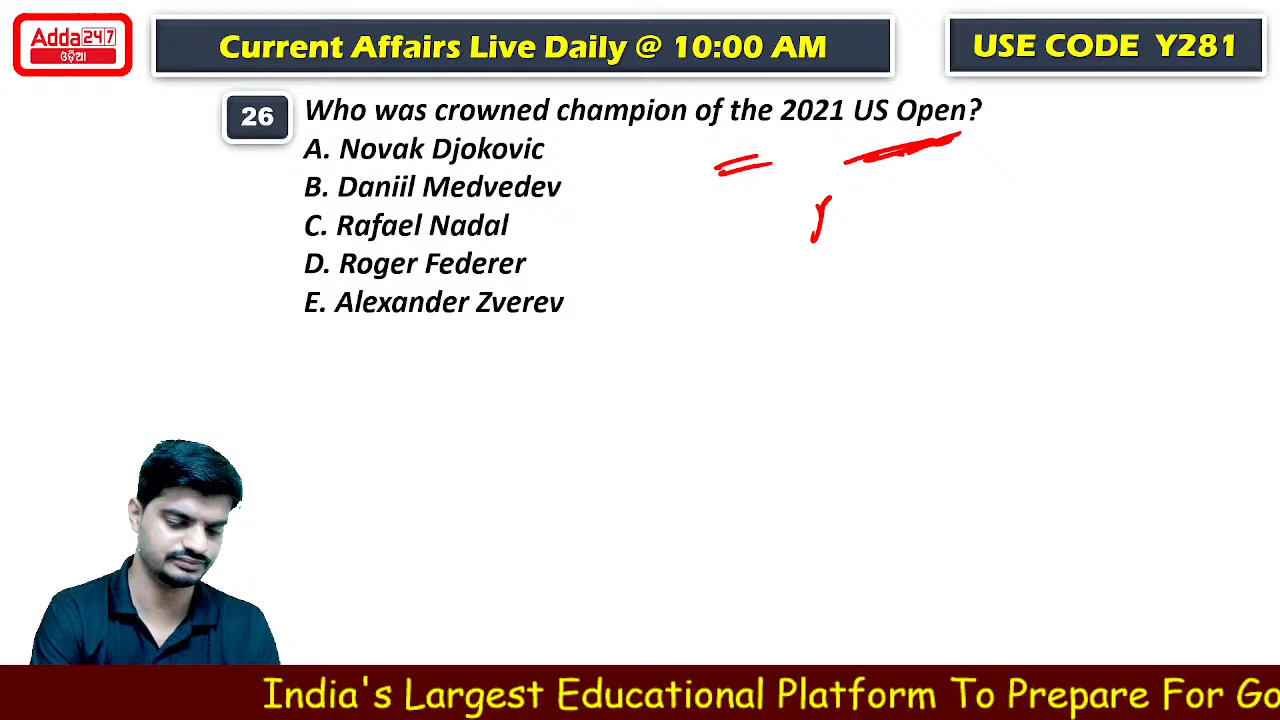 Adda247
ଓଡ଼ିଆ
Current Affairs Live Daily @ 10:00 AM
USE CODE Y281
26 Who was crowned champion of the 2021 US Open?
A. Novak Djokovic
B. Daniil Medvedev
C. Rafael Nadal
D. Roger Federer
E. Alexander Zverev
India's Largest Educational Platform To Prepare For Go